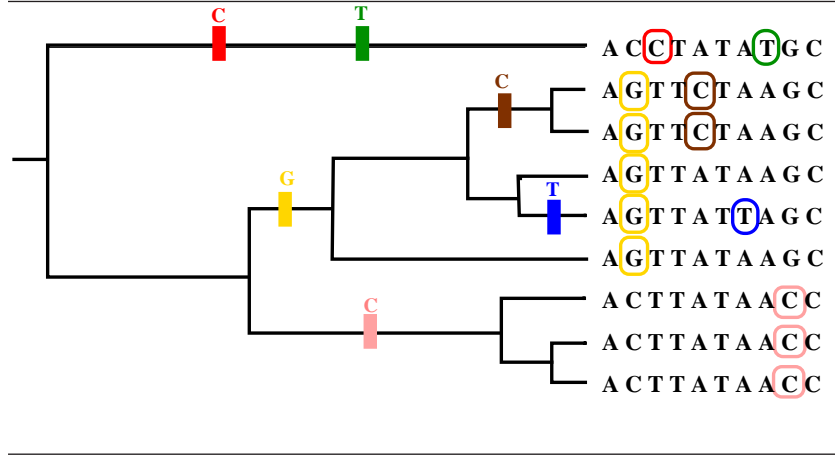 C T
A C C T A T A T G C
C
A G T T C T A A G C
A G T T C T A A G C
G
A G T T A T A A G C
T
A G T T A T T A G C
A G T T A T A A G C
C
A C T T A T A A C C
A C T T A T A A C C
A C T T A T A A C C